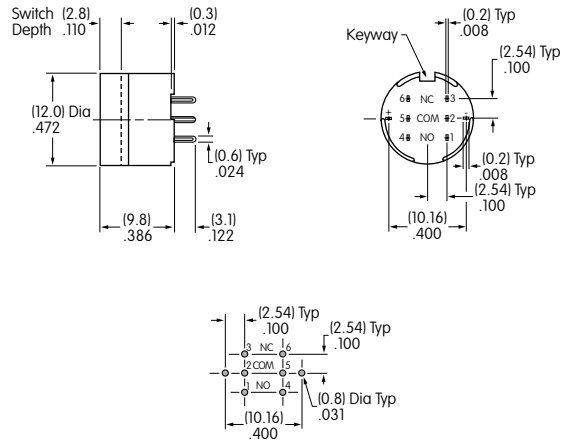 Switch Depth
(2.8)
.110
(0.3)
.012
(12.0) Dia
.472
(0.6) Typ
.024
(9.8)
.386
(3.1)
.122
Keyway
(0.2) Typ
.008
(2.54) Typ
.100
6 NC 3
+ 5 COM 2 -
4 NO 1
(0.2) Typ
.008
(2.54) Typ
.100
(10.16)
.400
(2.54) Typ
.100
(2.54) Typ
.100
3 NC 6
2 COM 5
1 NO 4
(0.8) Dia Typ
.031
(10.16)
.400